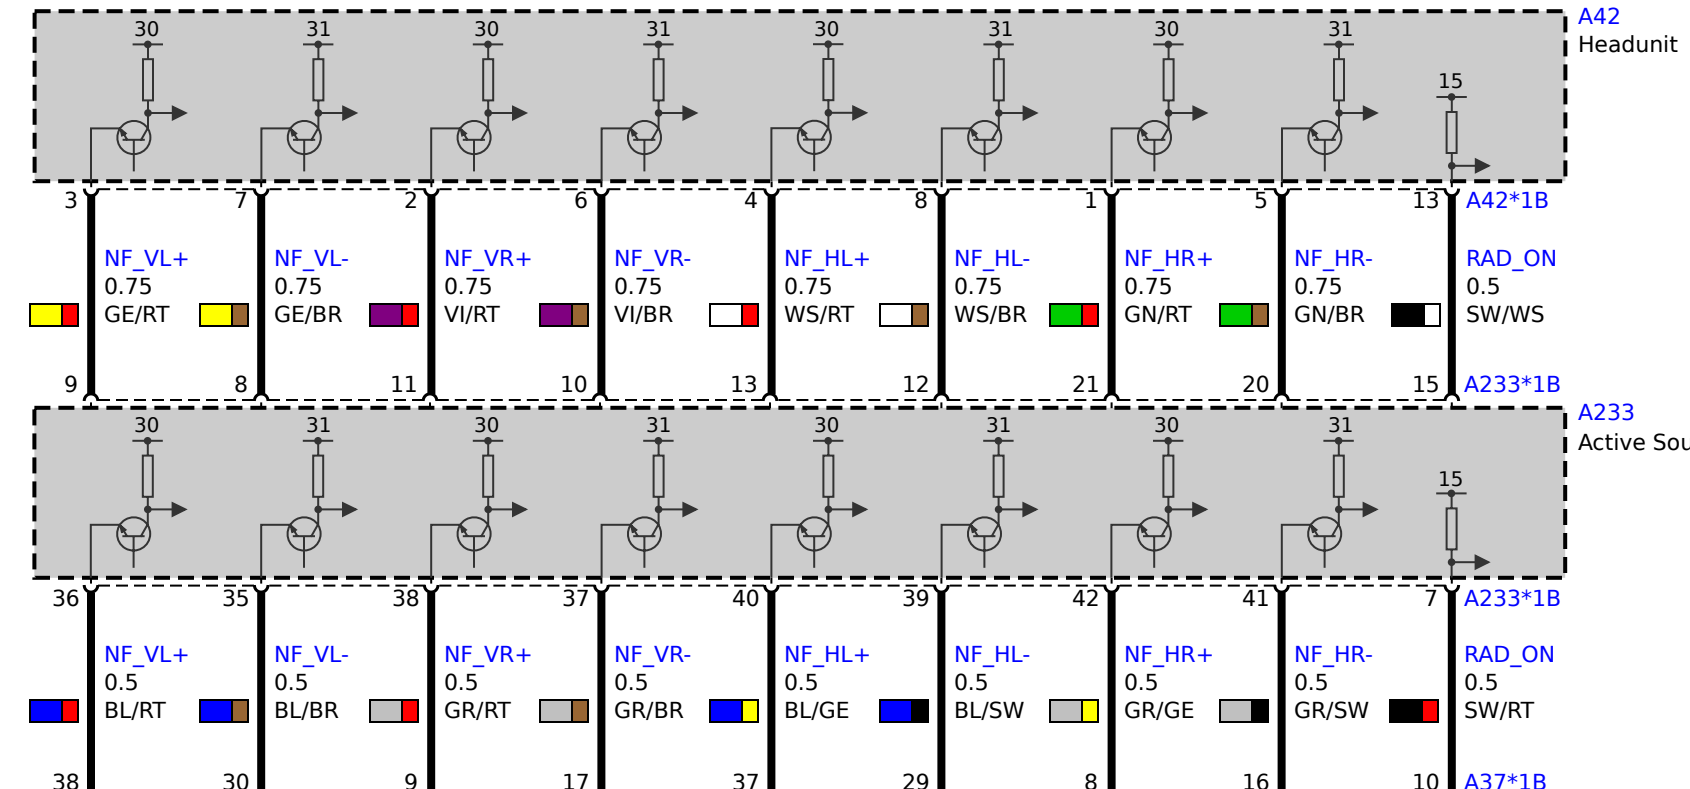 30 31 30 31 30 31 30 31 A42
Headunit
15
3 7 2 6 4 8 1 5 13 A42*1B
NF_VL+ NF_VL- NF_VR+ NF_VR- NF_HL+ NF_HL- NF_HR+ NF_HR- RAD_ON
0.75 0.75 0.75 0.75 0.75 0.75 0.75 0.75 0.5
GE/RT GE/BR VI/RT VI/BR WS/RT WS/BR GN/RT GN/BR SW/WS
9 8 11 10 13 12 21 20 15 A233*1B
A233
30 31 30 31 30 31 30 31
Active Sou
15
36 35 38 37 40 39 42 41 7 A233*1B
NF_VL+ NF_VL- NF_VR+ NF_VR- NF_HL+ NF_HL- NF_HR+ NF_HR- RAD_ON
0.5 0.5 0.5 0.5 0.5 0.5 0.5 0.5 0.5
BL/RT BL/BR GR/RT GR/BR BL/GE BL/SW GR/GE GR/SW SW/RT
38 30 9 17 37 29 8 16 10 A37*1B